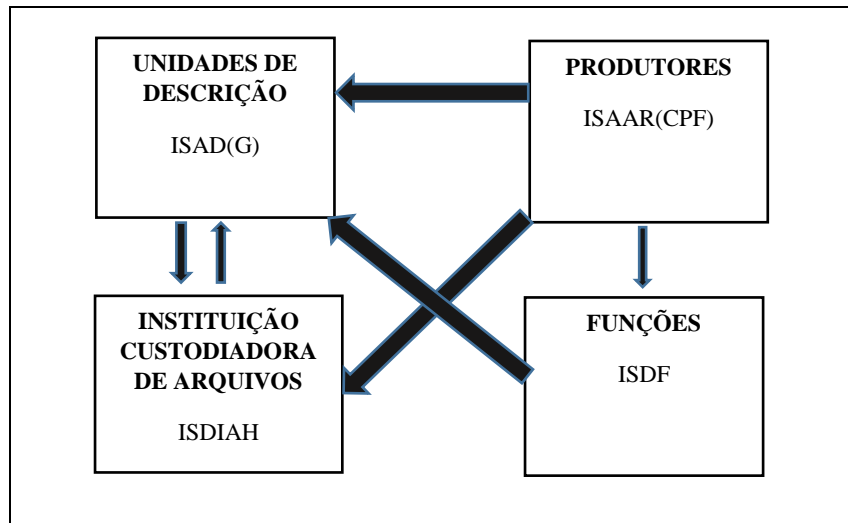 UNIDADES DE
DESCRIÇÃO
ISAD(G)
PRODUTORES
ISAAR(CPF)
INSTITUIÇÃO
CUSTODIADORA
DE ARQUIVOS
ISDIAH
FUNÇÕES
ISDF